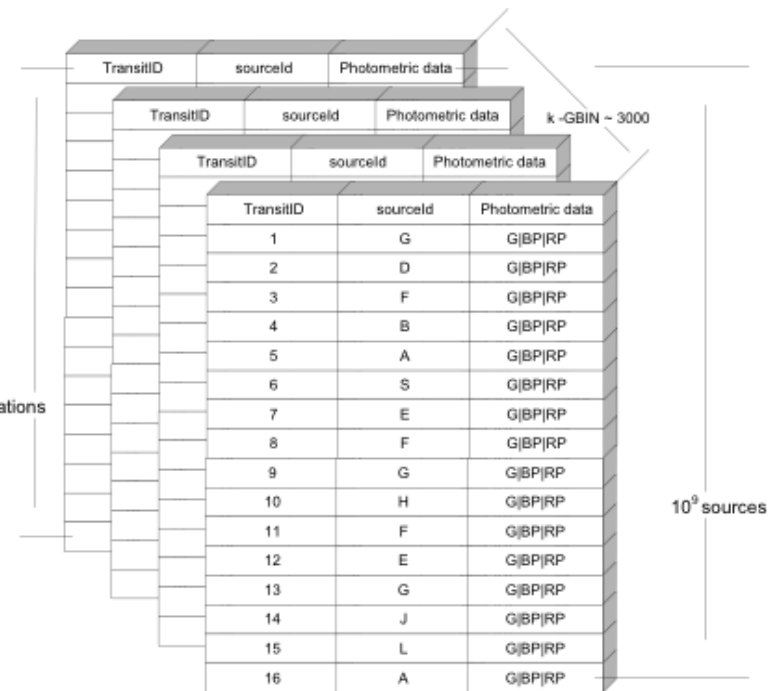 TransitID sourceId Photometric data
TransitID sourceId Photometric data
k -GBIN ~ 3000
TransitID sourceId Photometric data
TransitID sourceId Photometric data
1 G G|BP|RP
2 D G|BP|RP
3 F G|BP|RP
4 B G|BP|RP
5 A G|BP|RP
6 S G|BP|RP
7 E G|BP|RP
ations
8 F G|BP|RP
9 G G|BP|RP
10 H G|BP|RP
10⁹ sources
11 F G|BP|RP
12 E G|BP|RP
13 G G|BP|RP
14 J G|BP|RP
15 L G|BP|RP
16 A G|BP|RP